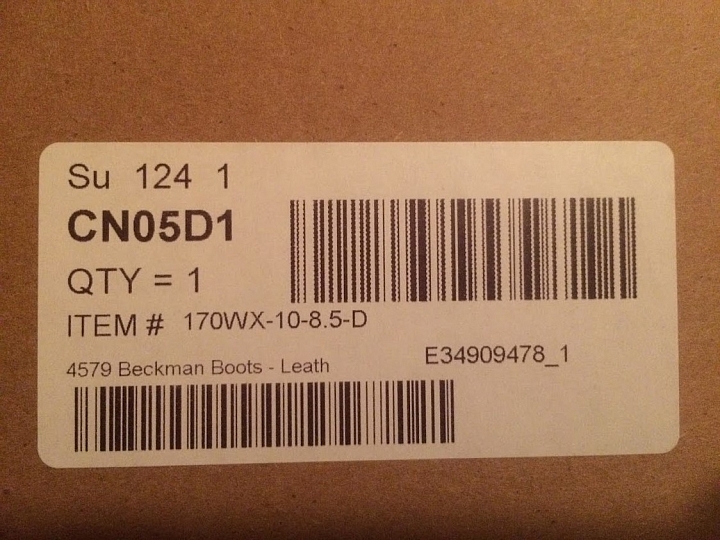 Su 124 1
CN05D1
QTY = 1
ITEM # 170WX-10-8.5-D
4579 Beckman Boots - Leath
E34909478_1